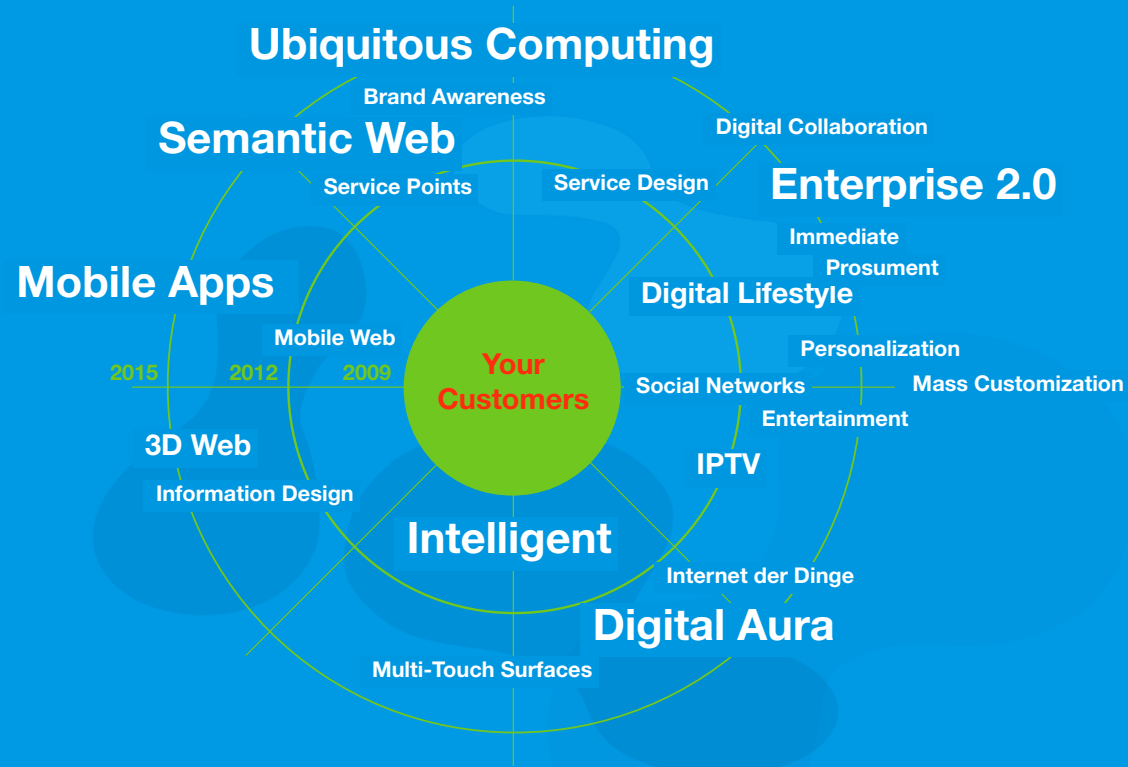 Ubiquitous Computing
Brand Awareness
Digital Collaboration
Semantic Web
Service Points
Service Design
Enterprise 2.0
Immediate
Prosument
Mobile Apps
Digital Lifestyle
Mobile Web
Personalization
2015
2012
2009
Your
Customers
Social Networks
Mass Customization
Entertainment
3D Web
IPTV
Information Design
Intelligent
Internet der Dinge
Digital Aura
Multi-Touch Surfaces